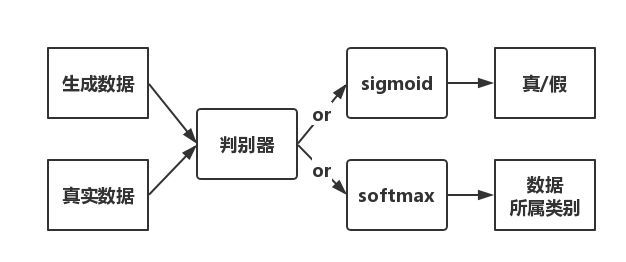 生成数据
真实数据
判别器
or
or
sigmoid
softmax
真/假
数据
所属类别